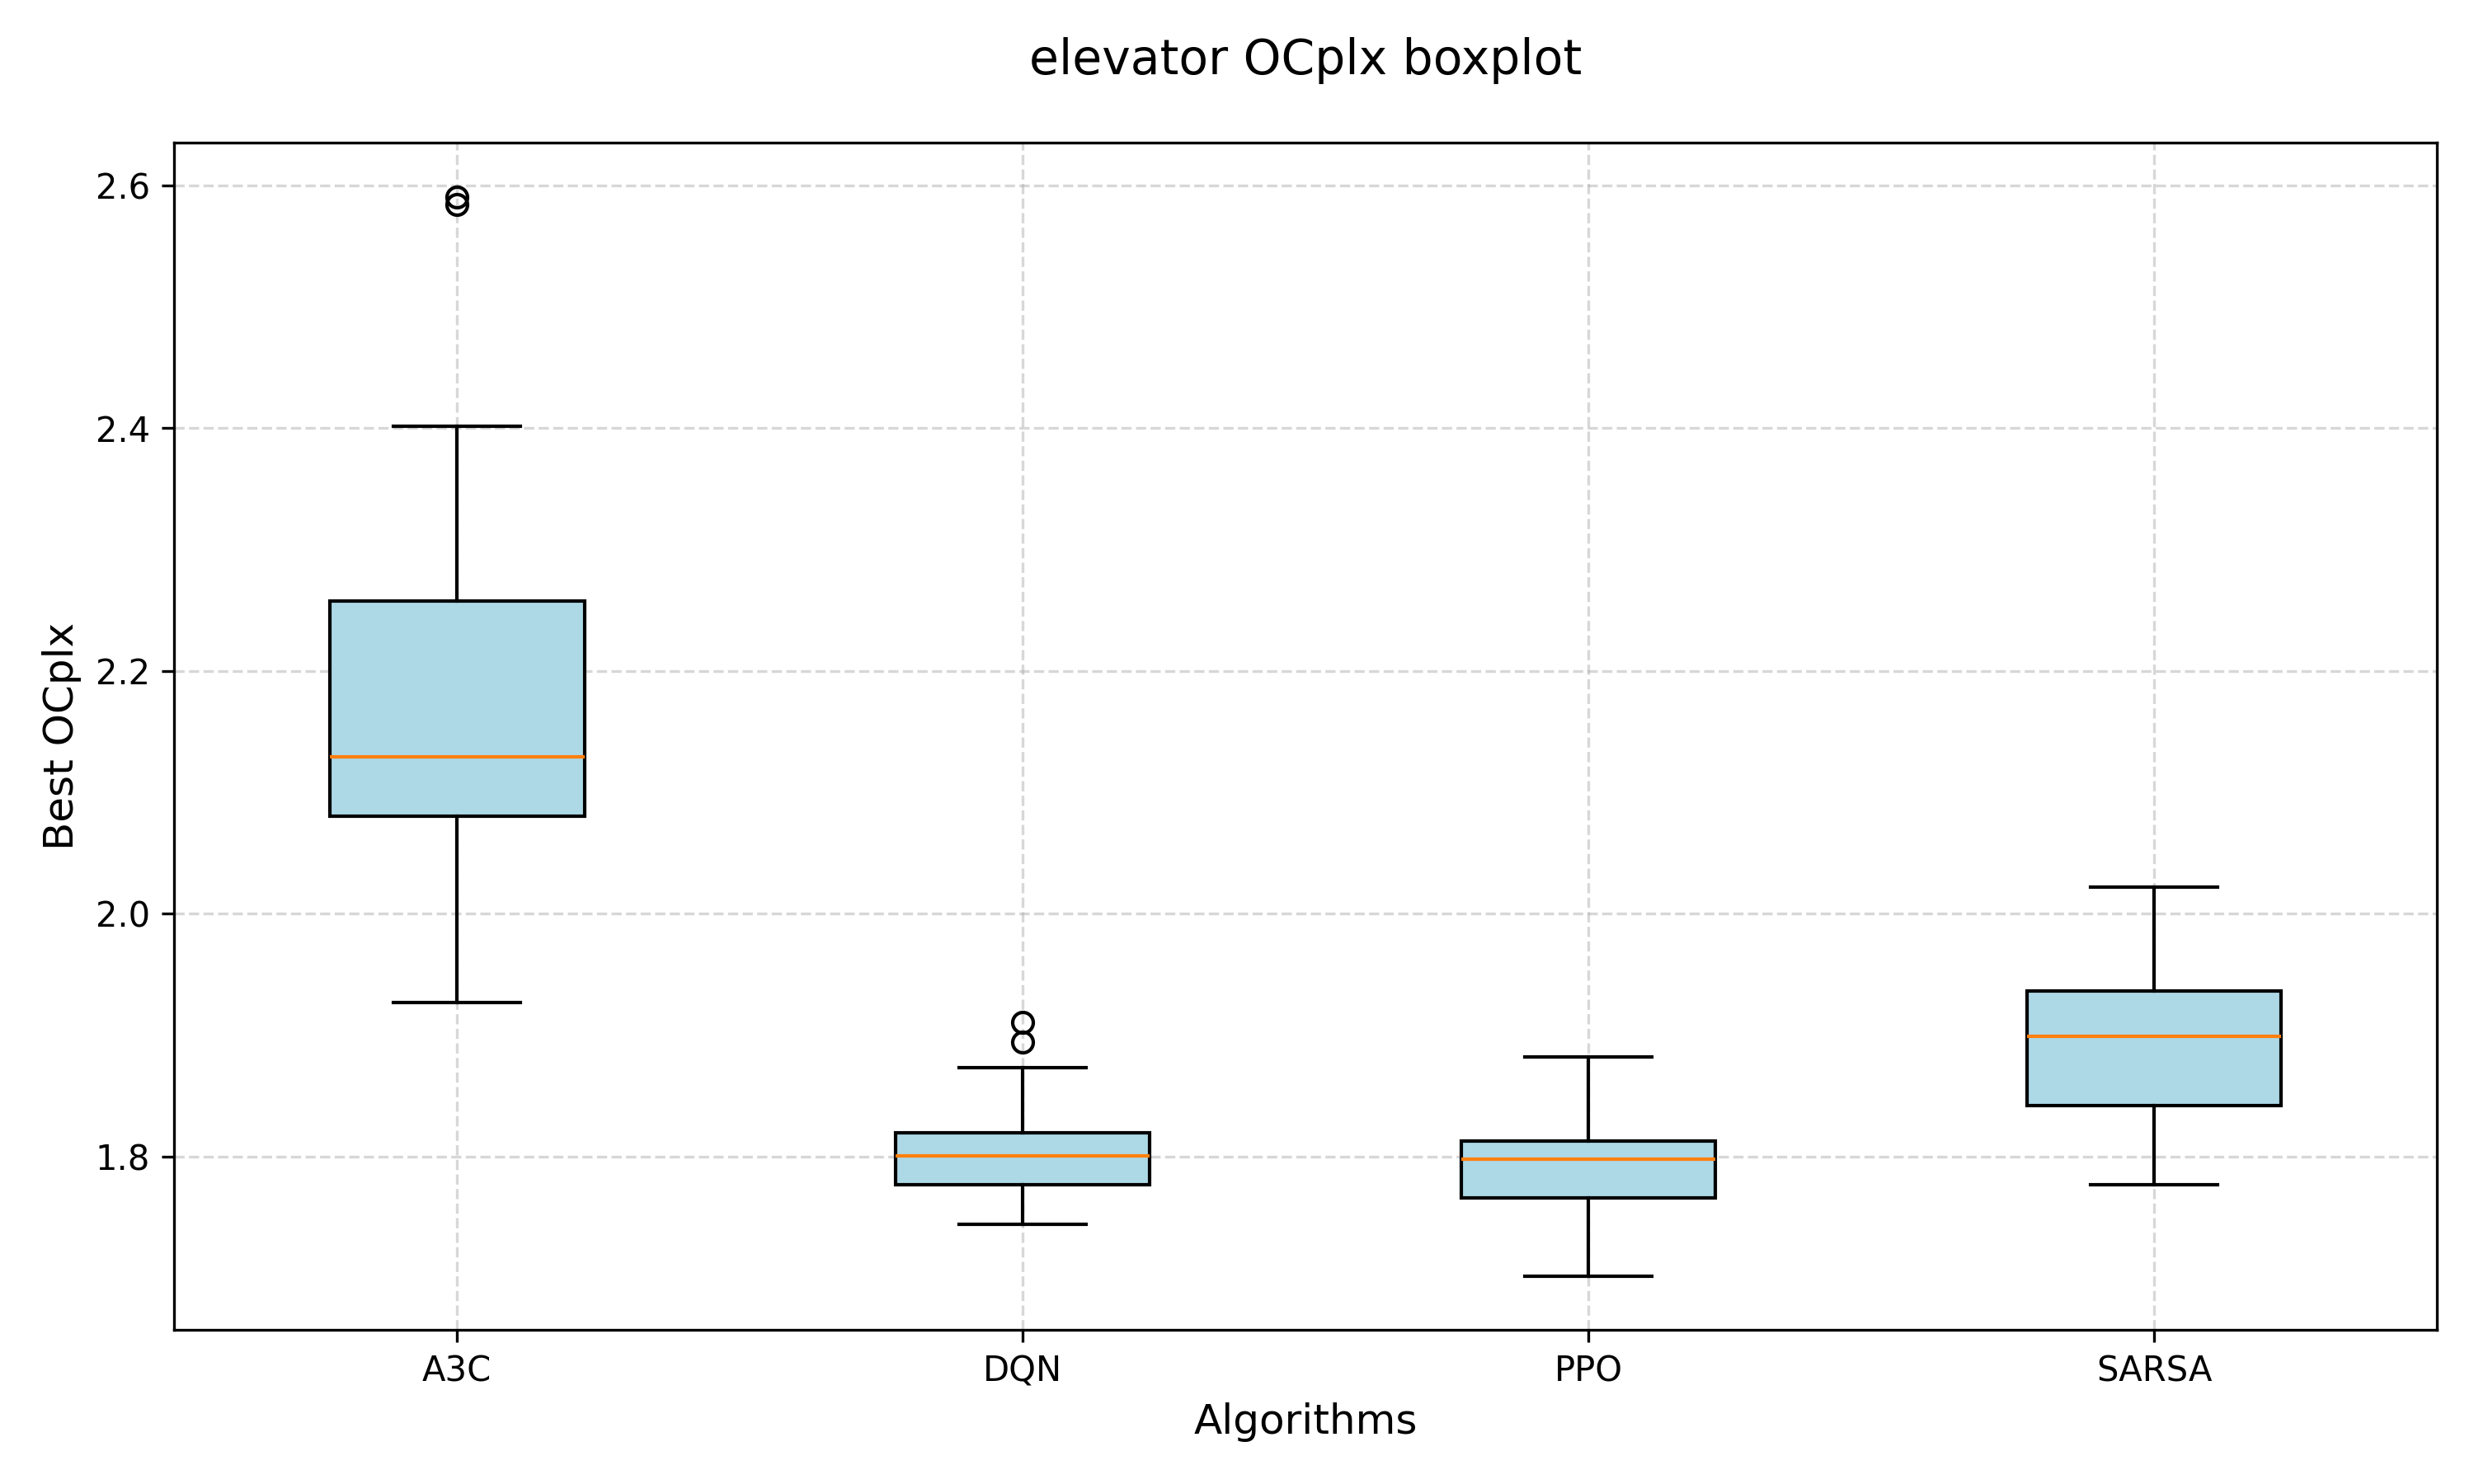 elevator OCplx boxplot
Best OCplx
2.6
2.4
2.2
2.0
1.8
A3C
DQN
PPO
SARSA
Algorithms